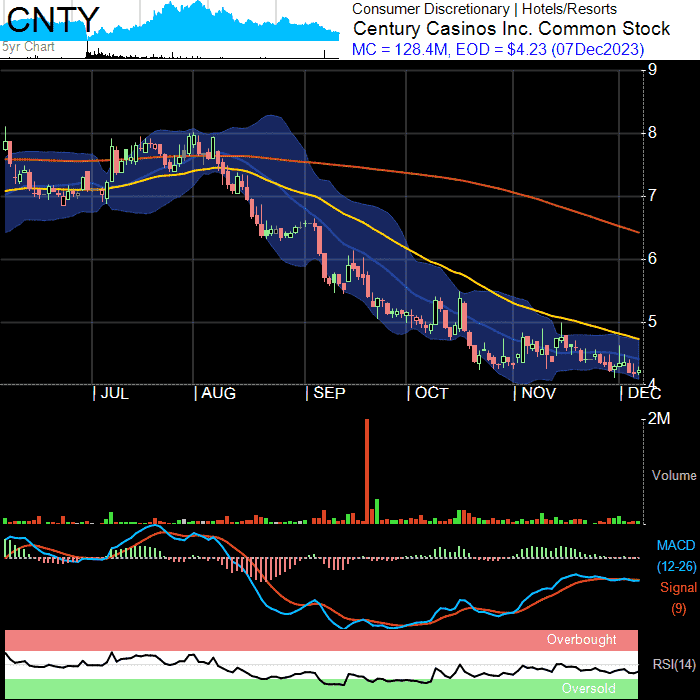 CNTY
5yr Chart
Consumer Discretionary | Hotels/Resorts
Century Casinos Inc. Common Stock
MC = 128.4M, EOD = $4.23 (07Dec2023)
9
8
7
6
5
4
| JUL | AUG | SEP | OCT | NOV | DEC
2M
Volume
MACD
(12-26)
Signal
(9)
Overbought
RSI(14)
Oversold